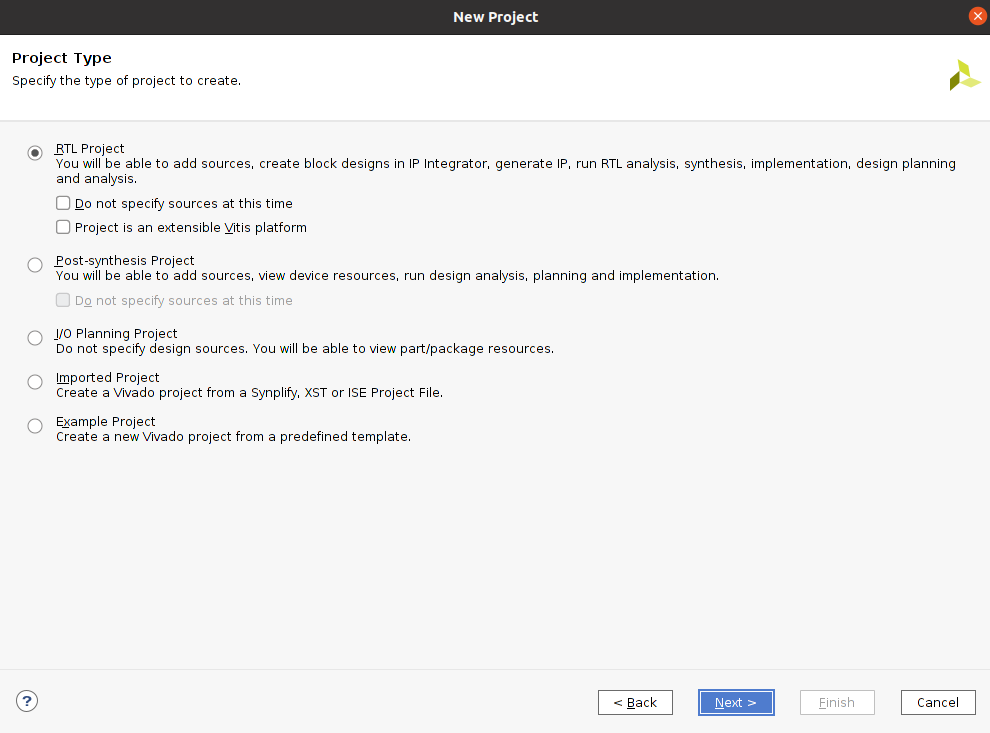 New Project
Project Type
Specify the type of project to create.
RTL Project
You will be able to add sources, create block designs in IP Integrator, generate IP, run RTL analysis, synthesis, implementation, design planning
and analysis.
Do not specify sources at this time
Project is an extensible Vitis platform
Post-synthesis Project
You will be able to add sources, view device resources, run design analysis, planning and implementation.
Do not specify sources at this time
I/O Planning Project
Do not specify design sources. You will be able to view part/package resources.
Imported Project
Create a Vivado project from a Synplify, XST or ISE Project File.
Example Project
Create a new Vivado project from a predefined template.
? < Back Next > Finish Cancel